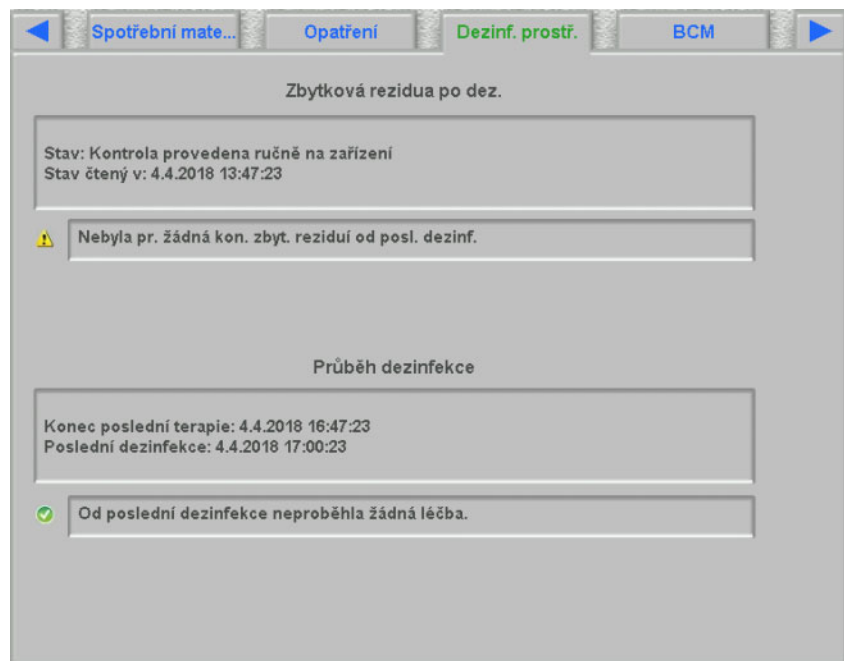 Spotřební mate...
Opatření
Dezinf. prostř.
BCM
Zbytková rezidua po dez.
Stav: Kontrola provedena ručně na zařízení
Stav čtený v: 4.4.2018 13:47:23
Nebyla pr. žádná kon. zbyt. reziduí od posl. dezinf.
Průběh dezinfekce
Konec poslední terapie: 4.4.2018 16:47:23
Poslední dezinfekce: 4.4.2018 17:00:23
Od poslední dezinfekce neproběhla žádná léčba.